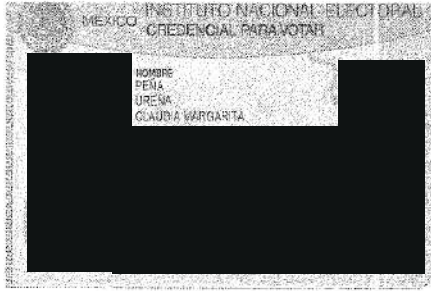 MÉXICO
INSTITUTO NACIONAL ELECTORAL
CREDENCIAL PARA VOTAR
NOMBRE
PEÑA
UREÑA
CLAUDIA MARGARITA